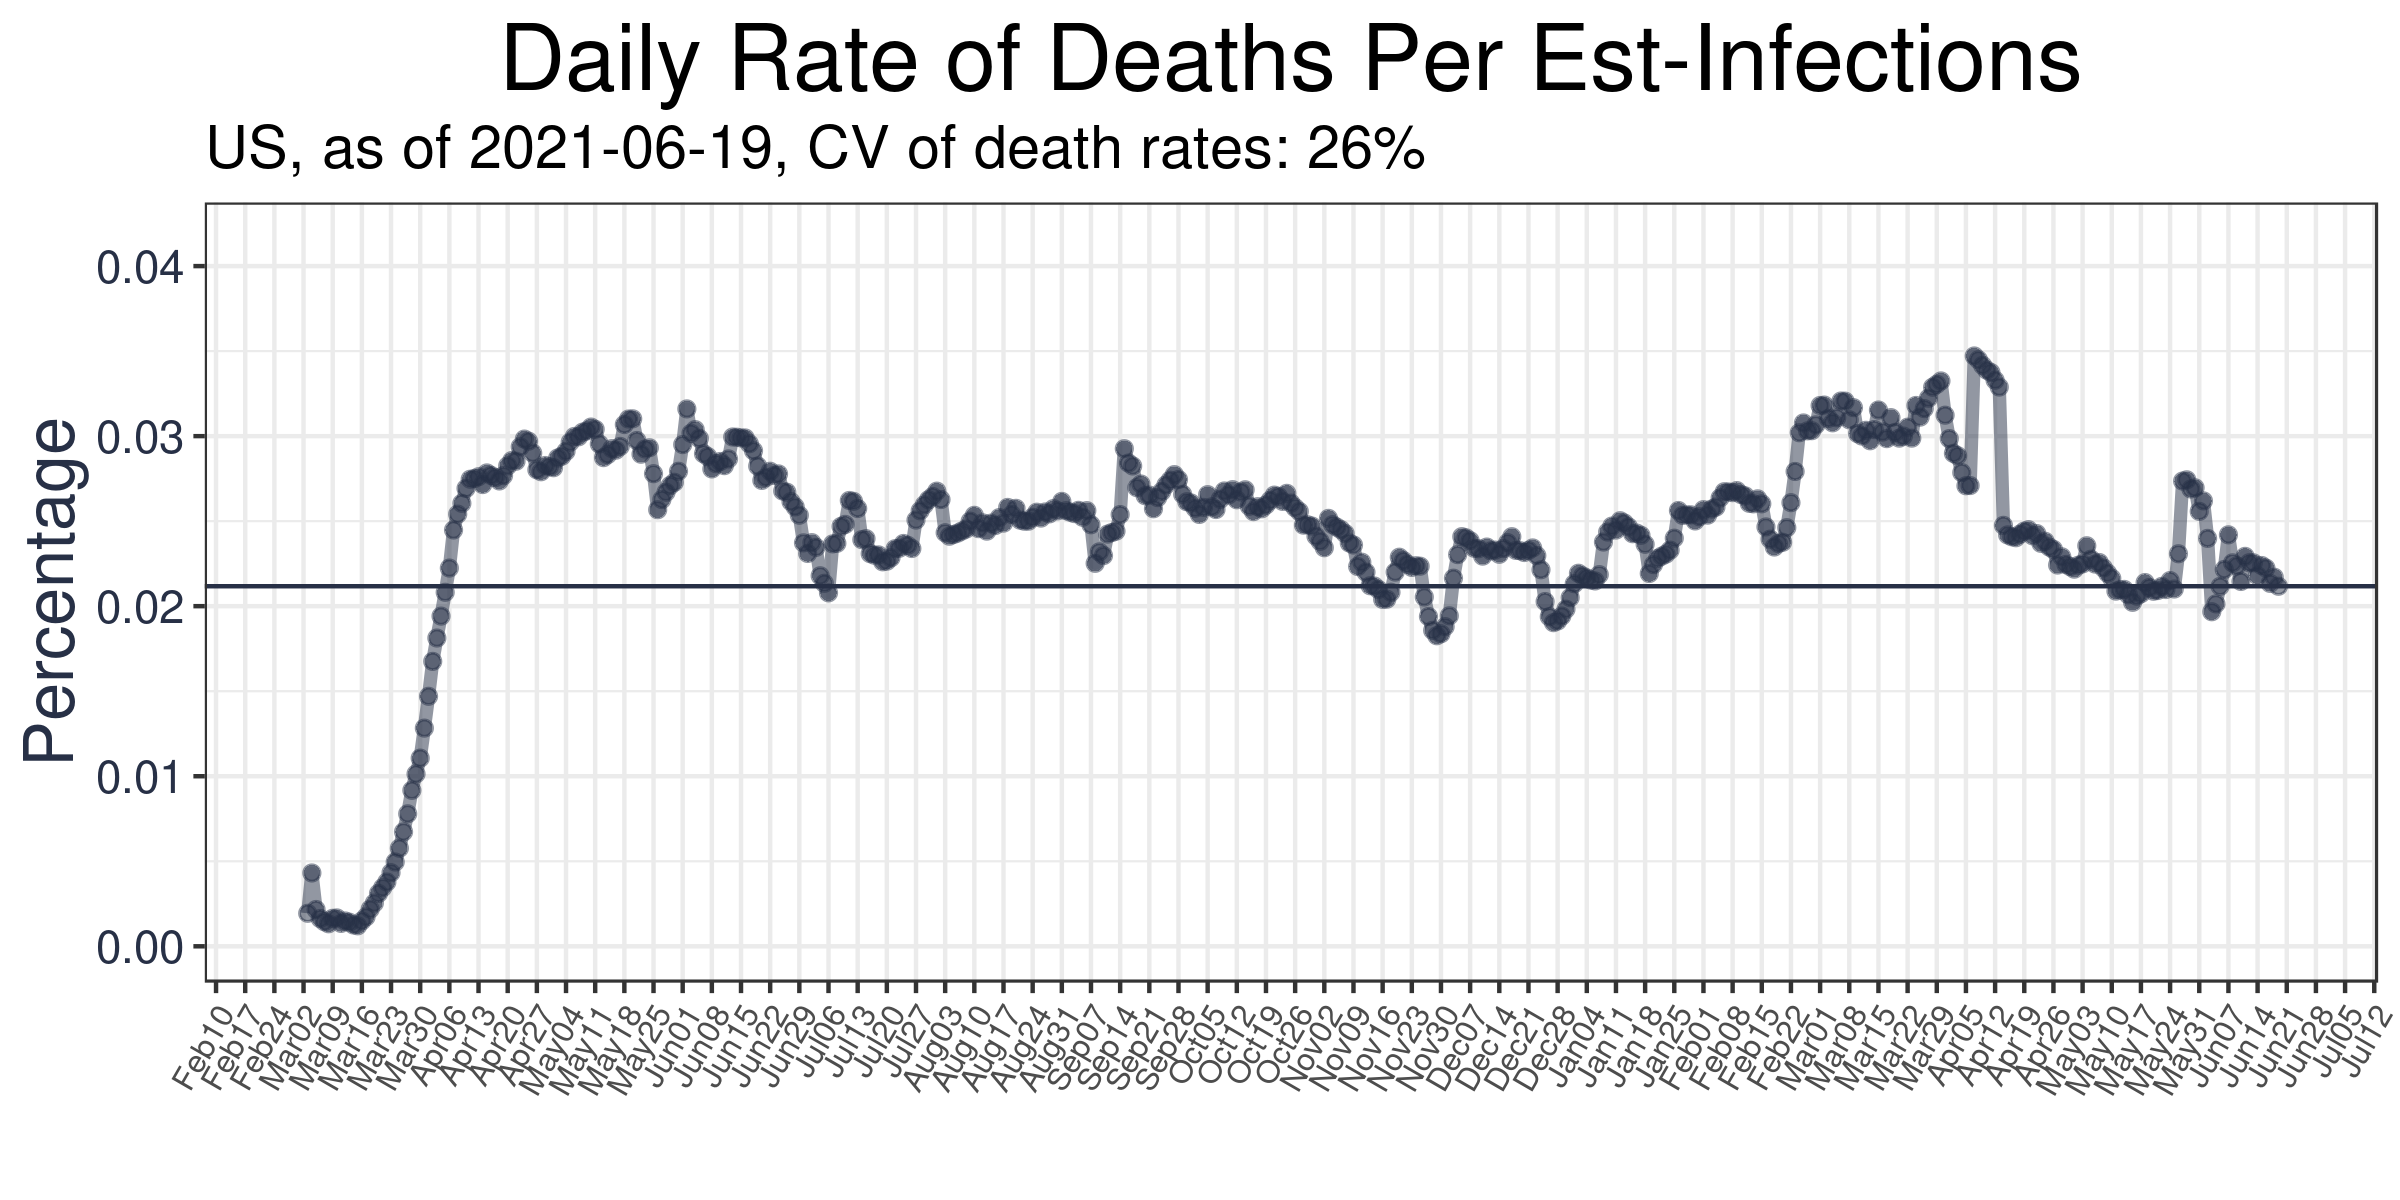 Daily Rate of Deaths Per Est-Infections
US, as of 2021-06-19, CV of death rates: 26%
Percentage
0.04
0.03
0.02
0.01
0.00
Feb10
Feb17
Feb24
Mar02
Mar09
Mar16
Mar23
Mar30
Apr06
Apr13
Apr20
Apr27
May04
May11
May18
May25
Jun01
Jun08
Jun15
Jun22
Jun29
Jul06
Jul13
Jul20
Jul27
Aug03
Aug10
Aug17
Aug24
Aug31
Sep07
Sep14
Sep21
Sep28
Oct05
Oct12
Oct19
Oct26
Nov02
Nov09
Nov16
Nov23
Nov30
Dec07
Dec14
Dec21
Dec28
Jan04
Jan11
Jan18
Jan25
Feb01
Feb08
Feb15
Feb22
Mar01
Mar08
Mar15
Mar22
Mar29
Apr05
Apr12
Apr19
Apr26
May03
May10
May17
May24
May31
Jun07
Jun14
Jun21
Jun28
Jul05
Jul12